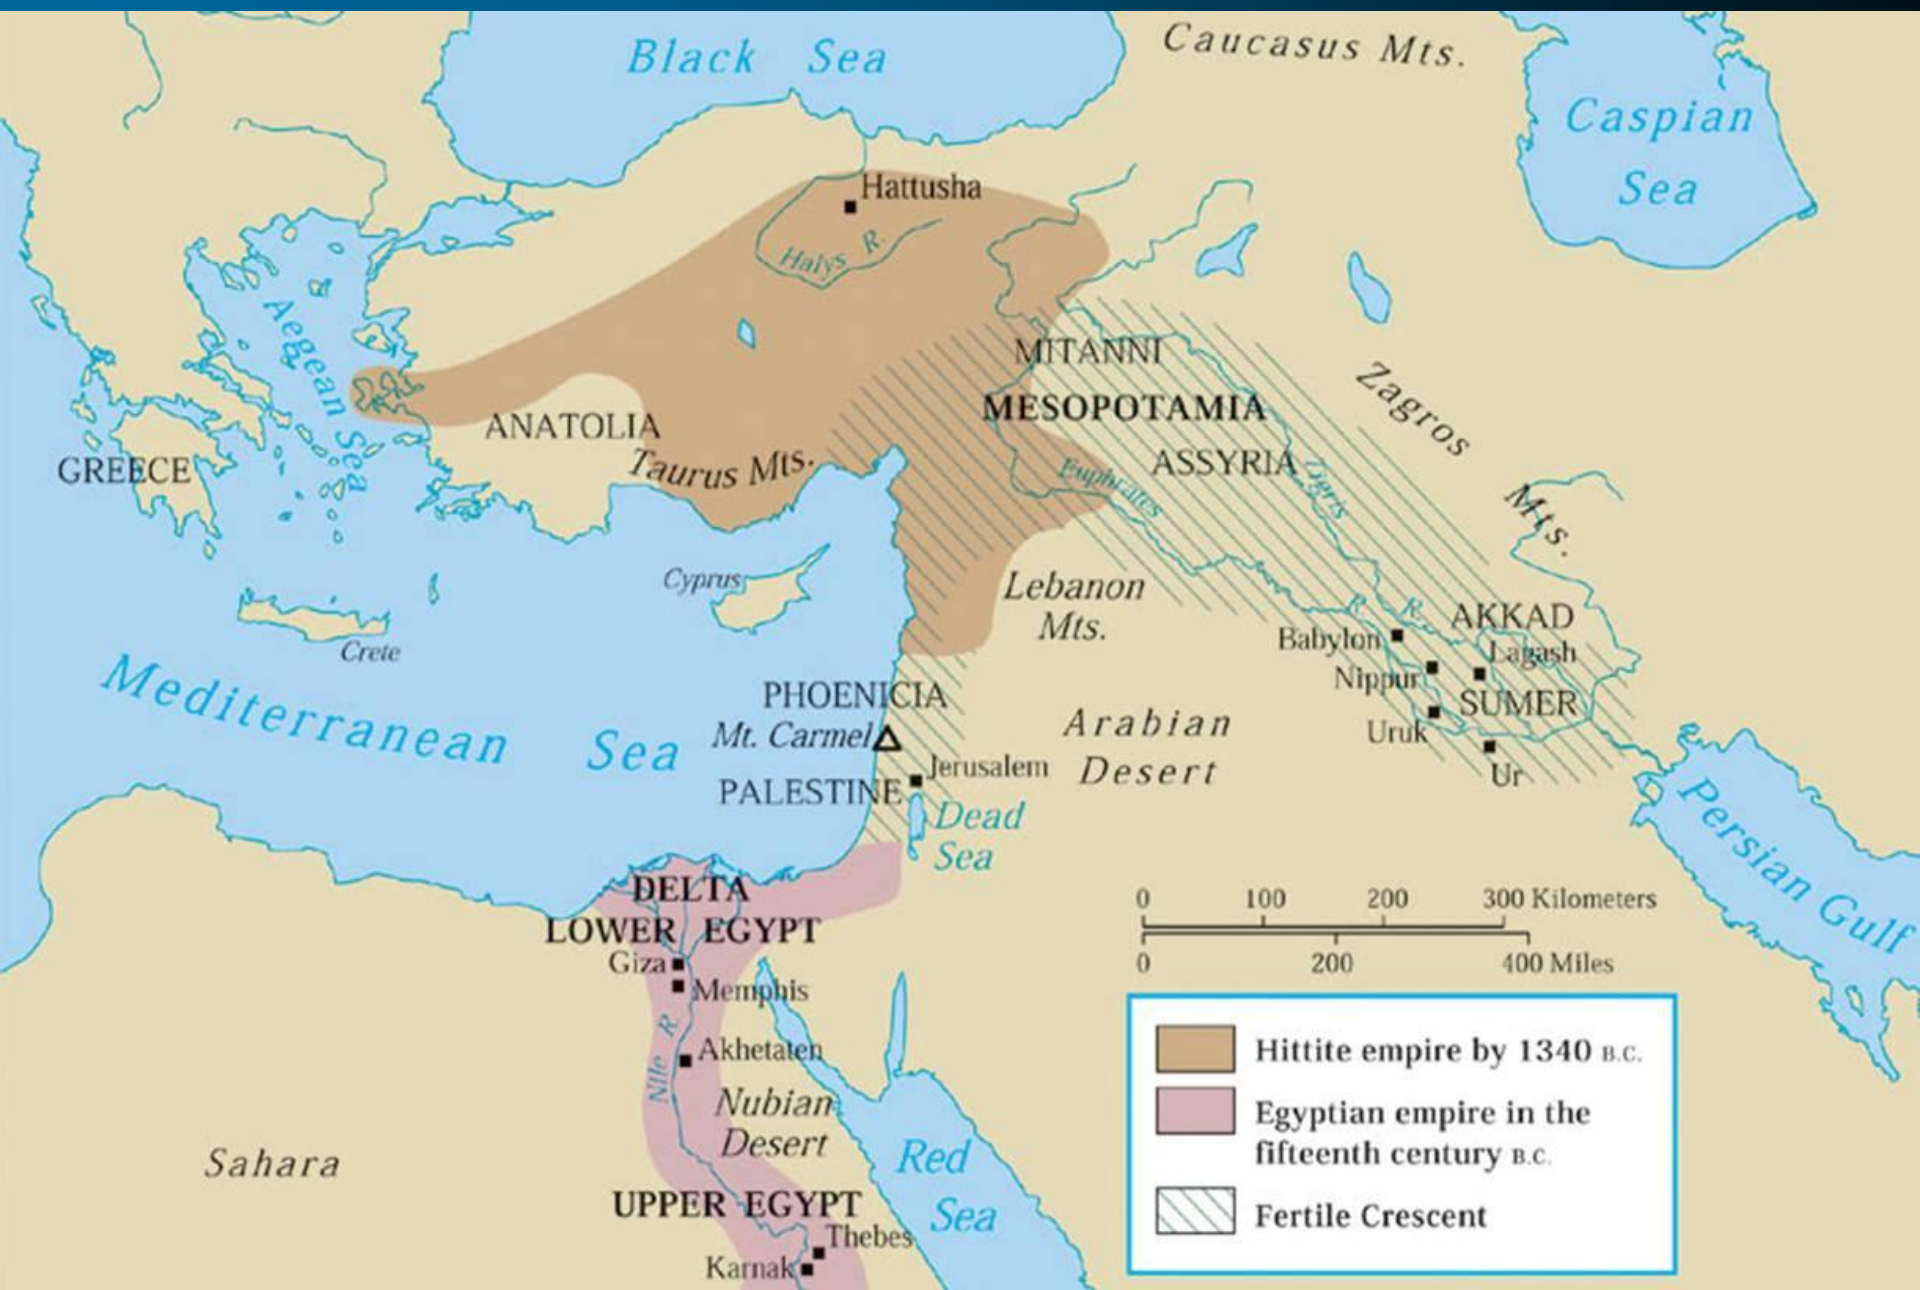 Black Sea
Caucasus Mts.
Caspian
Sea
Hattusha
Halys R.
Aegean Sea
MITANNI
MESOPOTAMIA
Zagros
Mts.
ANATOLIA
Taurus Mts.
GREECE
ASSYRIA
Euphrates
R.
Tigris
R.
Cyprus
Lebanon
Mts.
Crete
AKKAD
Babylon
Lagash
Nippur
SUMER
Uruk
Ur
Mediterranean Sea
PHOENICIA
Mt. Carmel
Arabian
Desert
Jerusalem
PALESTINE
Dead
Sea
Persian Gulf
DELTA
LOWER EGYPT
Giza
Memphis
Nile R.
Akhetaten
Nubian
Desert
Sahara
Red
Sea
UPPER EGYPT
Thebes
Karnak
0 100 200 300 Kilometers
0 200 400 Miles
Hittite empire by 1340 B.C.
Egyptian empire in the
fifteenth century B.C.
Fertile Crescent